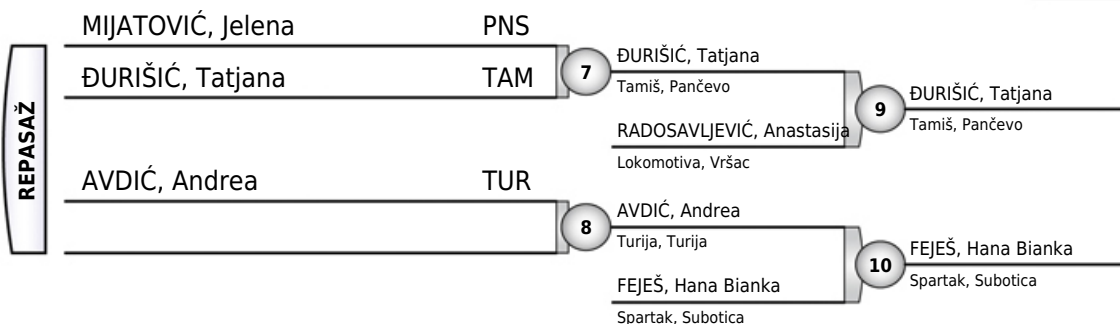 REPASAŽ
MIJATOVIĆ, Jelena PNS
ĐURIŠIĆ, Tatjana TAM
7
ĐURIŠIĆ, Tatjana
Tamiš, Pančevo
RADOSAVLJEVIĆ, Anastasija
Lokomotiva, Vršac
9
ĐURIŠIĆ, Tatjana
Tamiš, Pančevo
AVDIĆ, Andrea TUR
8
AVDIĆ, Andrea
Turija, Turija
FEJEŠ, Hana Bianka
Spartak, Subotica
10
FEJEŠ, Hana Bianka
Spartak, Subotica